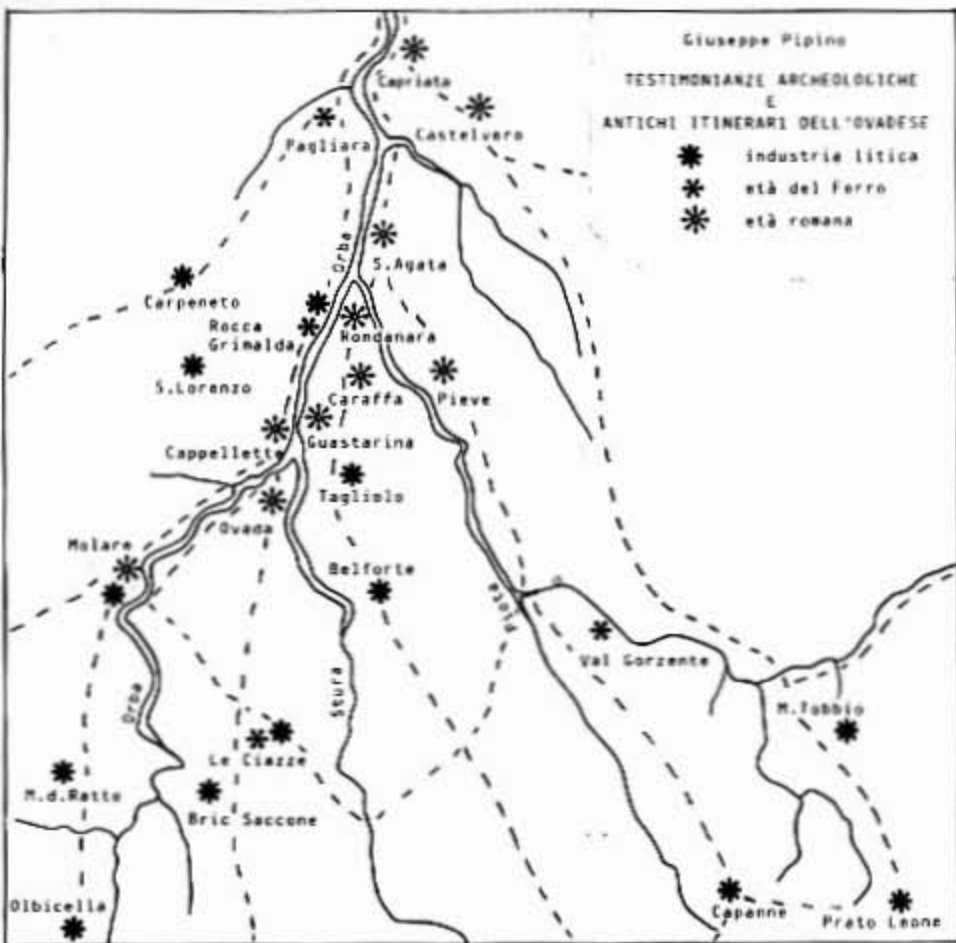 Giuseppe Pipino
TESTIMONIANZE ARCHEOLOGICHE
E
ANTICHI ITINERARI DELL'OVADESE
industria litica
età del Ferro
età romana
Capriata
Castelvero
Pagliara
Orba
S.Agata
Carpeneto
Rocca
Grimalda
Rondanara
S.Lorenzo
Caraffa
Pieve
Guastarina
Cappellette
Tagliolo
Ovada
Molare
Belforte
Piota
Val Gorzente
Orba
Stura
M.Tobbio
Le Ciazze
M.d.Ratto
Bric Saccone
Olbicella
Capanne
Prato Leone